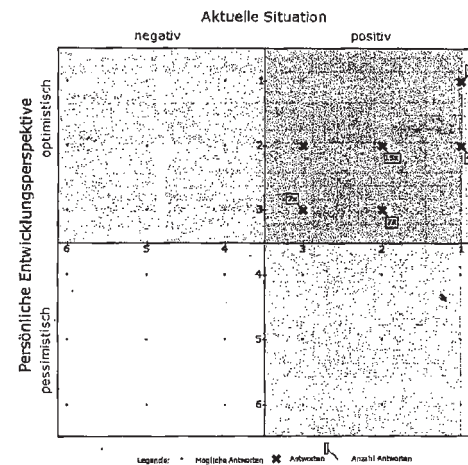 Aktuelle Situation
negativ positiv
Persönliche Entwicklungsperspektive
optimistisch
pessimistisch
1
2
3
6 5 4 3 2 1
4
5
6
Legende: Mögliche Antworten Antworten Anzahl Antworten